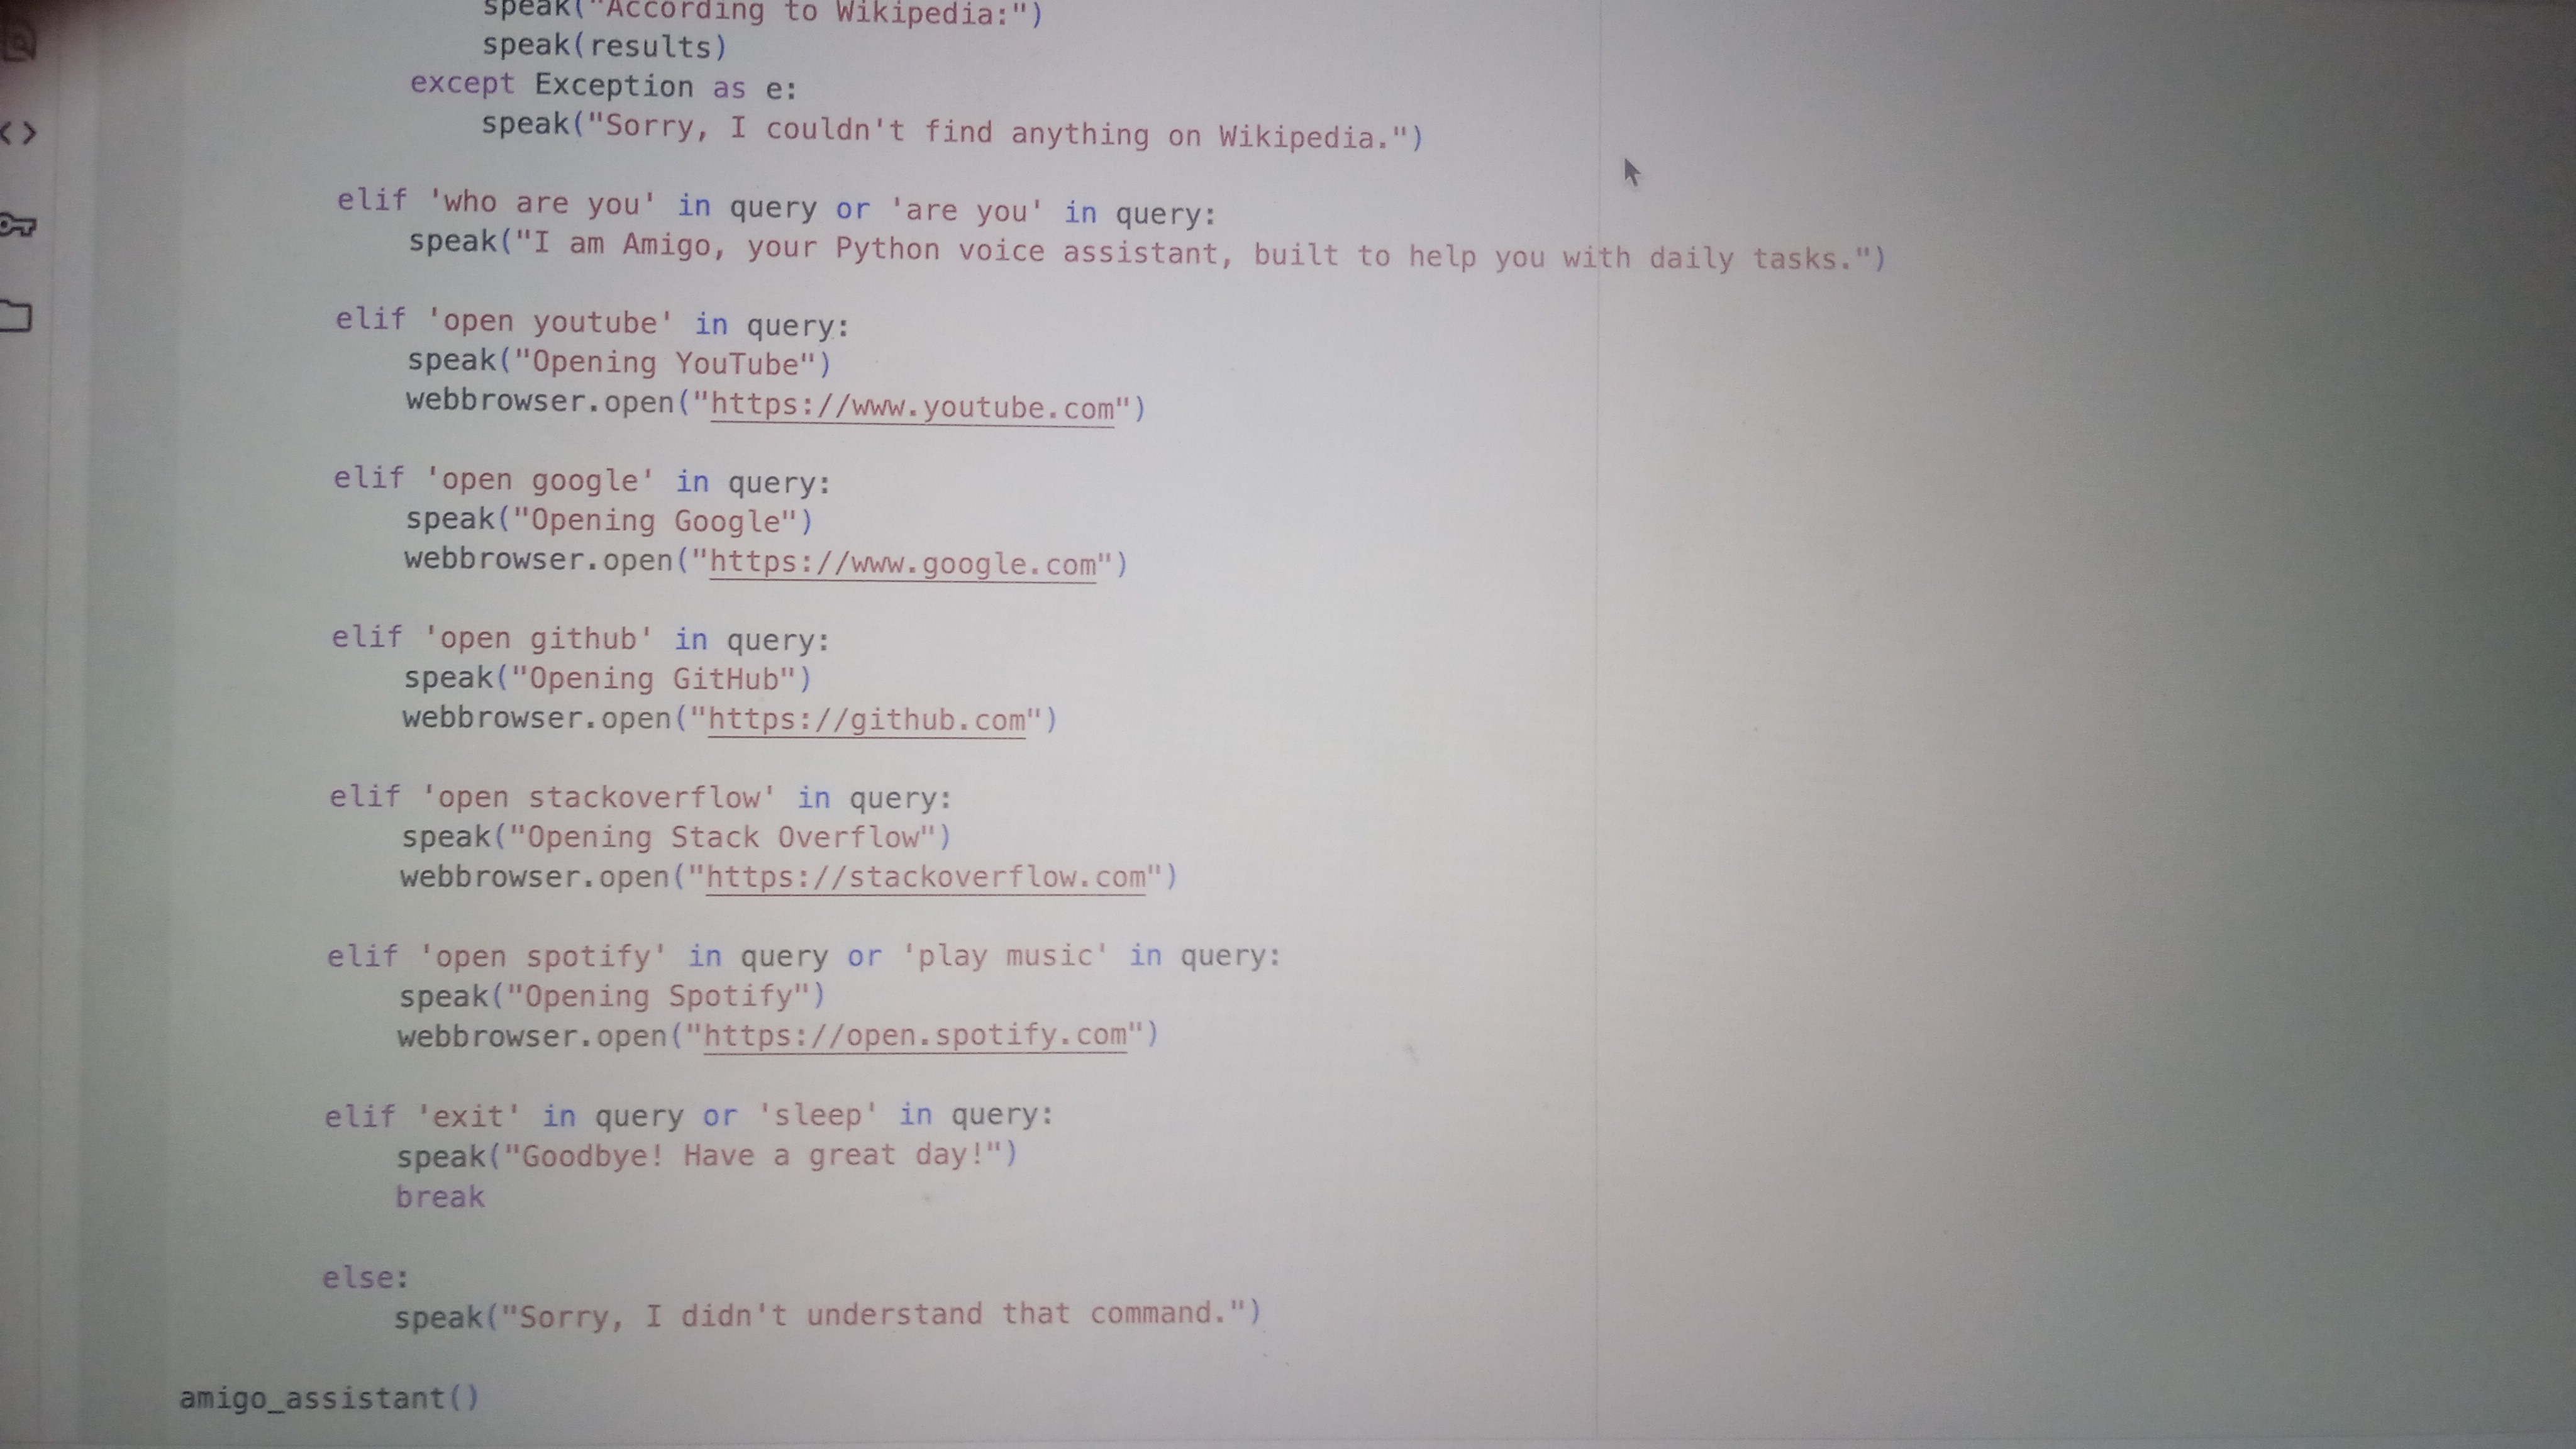 speak("According to Wikipedia:")
speak(results)
except Exception as e:
speak("Sorry, I couldn't find anything on Wikipedia.")
elif 'who are you' in query or 'are you' in query:
speak("I am Amigo, your Python voice assistant, built to help you with daily tasks.")
elif 'open youtube' in query:
speak("Opening YouTube")
webbrowser.open("https://www.youtube.com")
elif 'open google' in query:
speak("Opening Google")
webbrowser.open("https://www.google.com")
elif 'open github' in query:
speak("Opening GitHub")
webbrowser.open("https://github.com")
elif 'open stackoverflow' in query:
speak("Opening Stack Overflow")
webbrowser.open("https://stackoverflow.com")
elif 'open spotify' in query or 'play music' in query:
speak("Opening Spotify")
webbrowser.open("https://open.spotify.com")
elif 'exit' in query or 'sleep' in query:
speak("Goodbye! Have a great day!")
break
else:
speak("Sorry, I didn't understand that command.")
amigo_assistant()